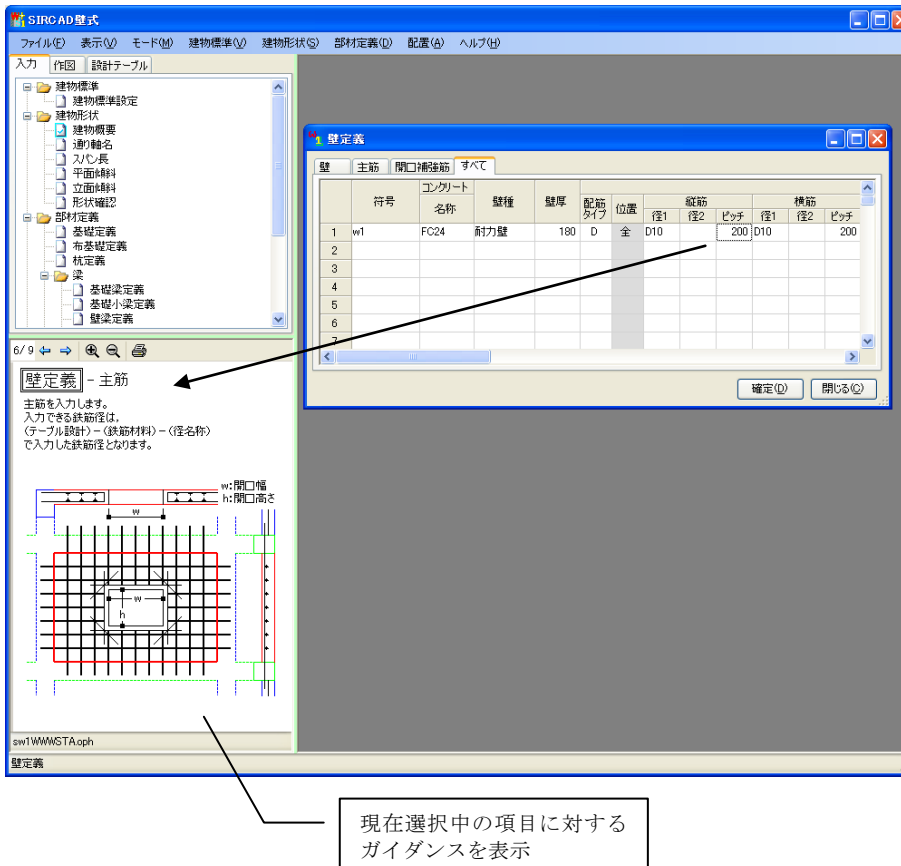 SIRCAD壁式
ファイル(F) 表示(V) モード(M) 建物標準(V) 建物形状(S) 部材定義(D) 配置(A) ヘルプ(H)
入力 作図 設計テーブル
建物標準
建物標準設定
建物形状
建物概要
通り軸名
スパン長
平面傾斜
立面傾斜
形状確認
部材定義
基礎定義
布基礎定義
杭定義
梁
基礎梁定義
基礎小梁定義
壁梁定義
壁定義
壁 主筋 開口補強筋 すべて
符号 コンクリート 名称 壁種 壁厚 配筋タイプ 位置 縦筋 横筋
径1 径2 ピッチ 径1 径2 ピッチ
1 w1 FC24 耐力壁 180 D 全 D10 200 D10 200
2
3
4
5
6
7
確定(O) 閉じる(C)
6/9
壁定義 - 主筋
主筋を入力します。
入力できる鉄筋径は、
(テーブル設計)-(鉄筋材料)-(径名称)
で入力した鉄筋径となります。
w:開口幅
h:開口高さ
w
w
h
sw1WWWSTA.oph
壁定義
現在選択中の項目に対する
ガイダンスを表示